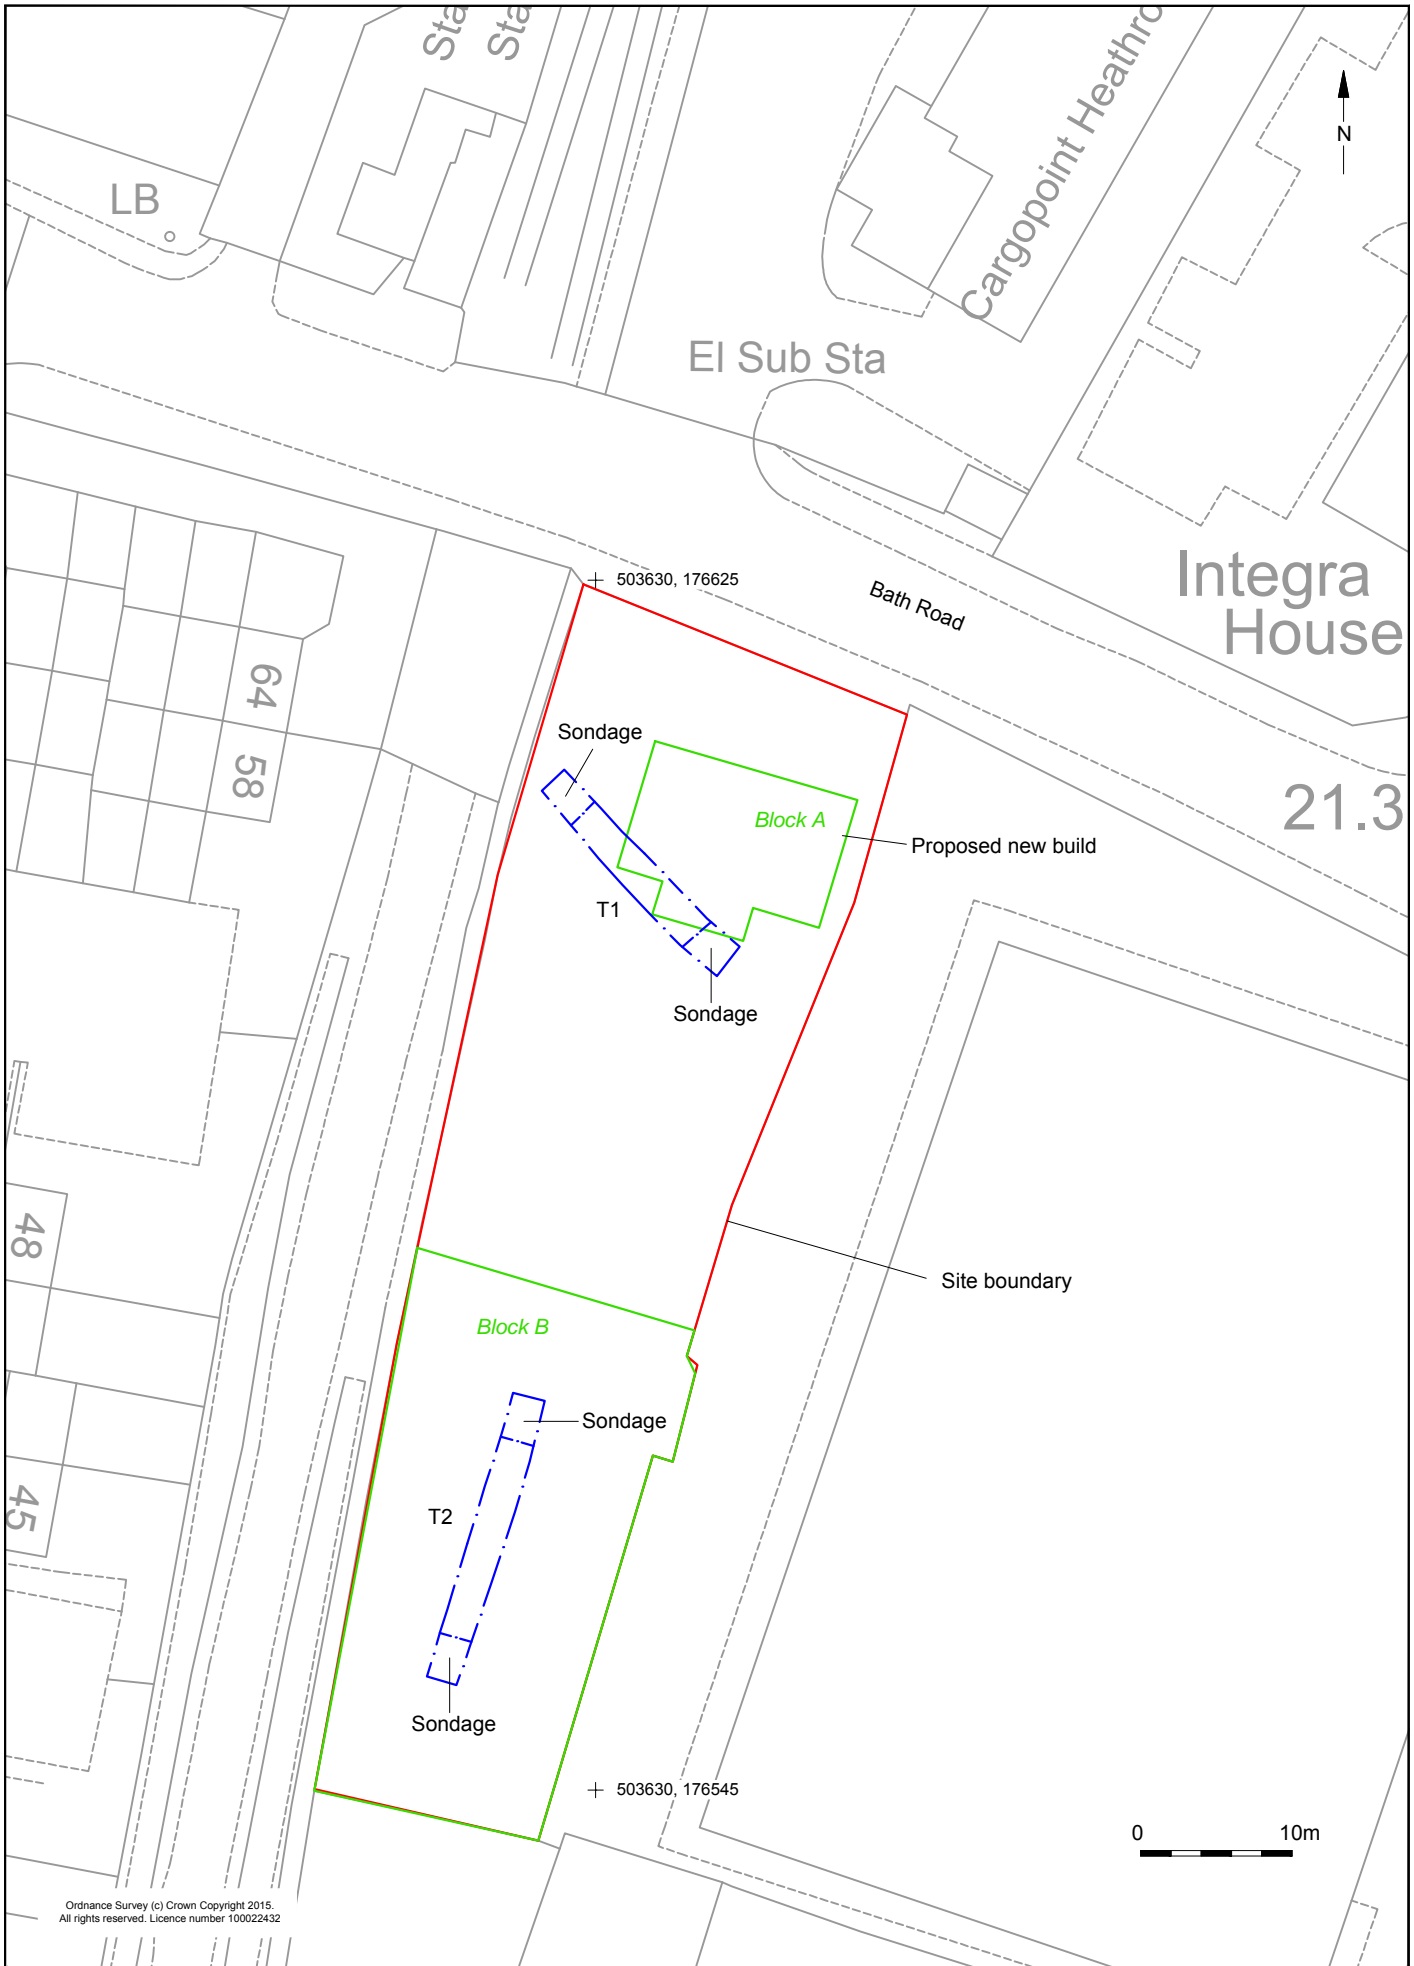 Sta
Sta
Cargopoint Heathro
N
LB
El Sub Sta
Integra
House
503630, 176625
Bath Road
64
58
Sondage
Block A
21.3
Proposed new build
T1
Sondage
48
Site boundary
Block B
Sondage
45
T2
Sondage
503630, 176545
0 10m
Ordnance Survey (c) Crown Copyright 2015.
All rights reserved. Licence number 100022432